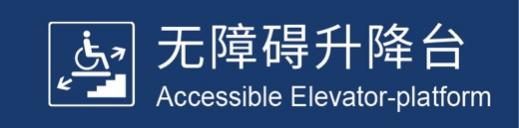 无障碍升降台
Accessible Elevator-platform